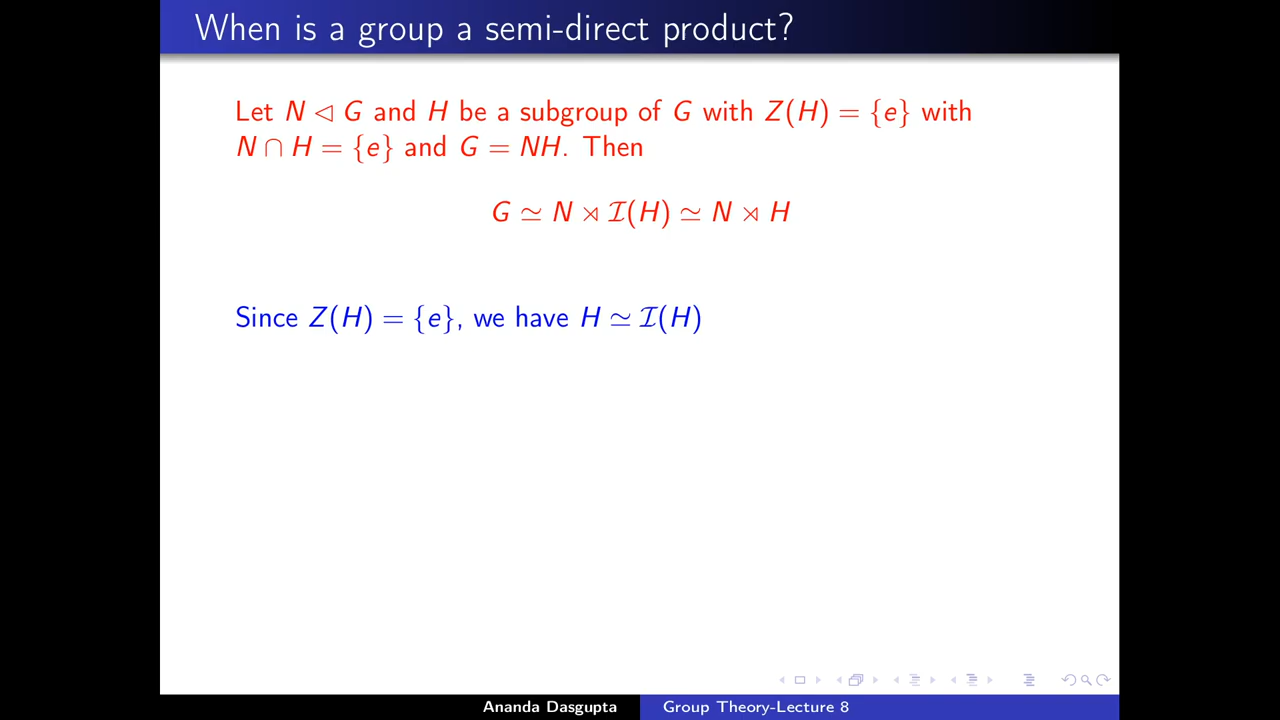 When is a group a semi-direct product?
Let N ◁ G and H be a subgroup of G with Z(H) = {e} with
N ∩ H = {e} and G = NH. Then
G ≃ N ⋊ ℐ(H) ≃ N ⋊ H
Since Z(H) = {e}, we have H ≃ ℐ(H)
Ananda Dasgupta
Group Theory-Lecture 8